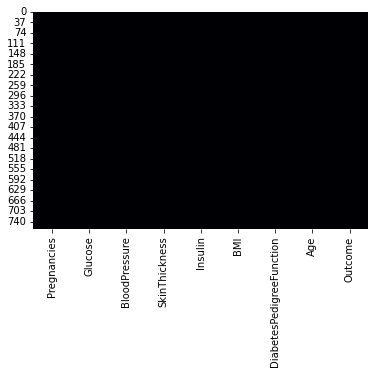 0
37
74
111
148
185
222
259
296
333
370
407
444
481
518
555
592
629
666
703
740
Pregnancies
Glucose
BloodPressure
SkinThickness
Insulin
BMI
DiabetesPedigreeFunction
Age
Outcome